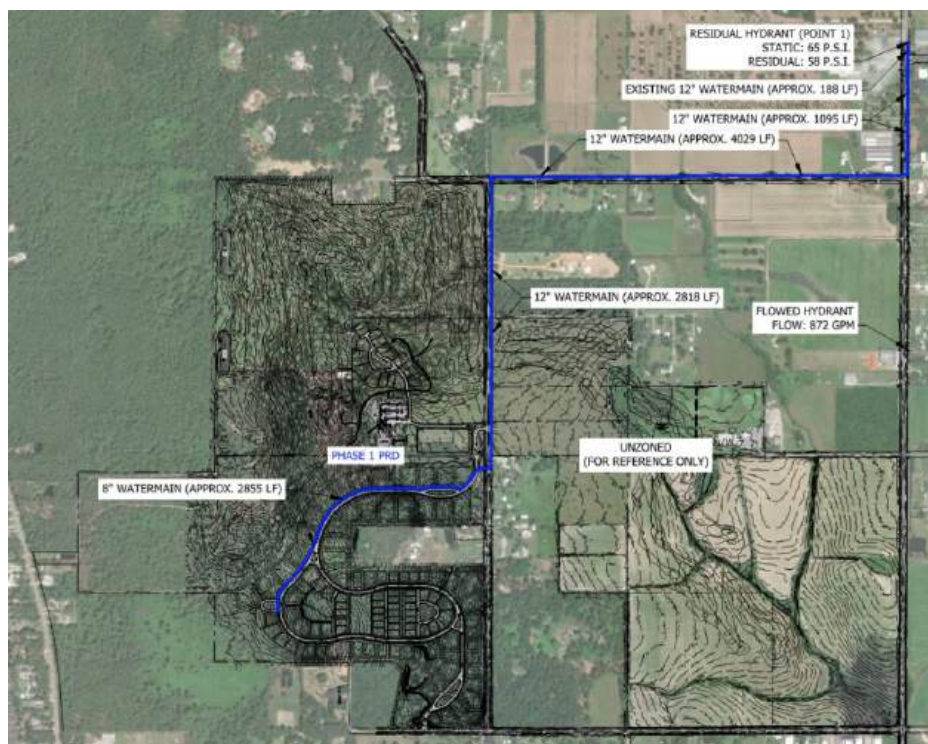 RESIDUAL HYDRANT (POINT 1)
STATIC: 65 P.S.I.
RESIDUAL: 58 P.S.I.
EXISTING 12" WATERMAIN (APPROX. 188 LF)
12" WATERMAIN (APPROX. 1095 LF)
12" WATERMAIN (APPROX. 4029 LF)
12" WATERMAIN (APPROX. 2818 LF)
FLOWED HYDRANT
FLOW: 872 GPM
PHASE 1 PRD
UNZONED
(FOR REFERENCE ONLY)
8" WATERMAIN (APPROX. 2855 LF)